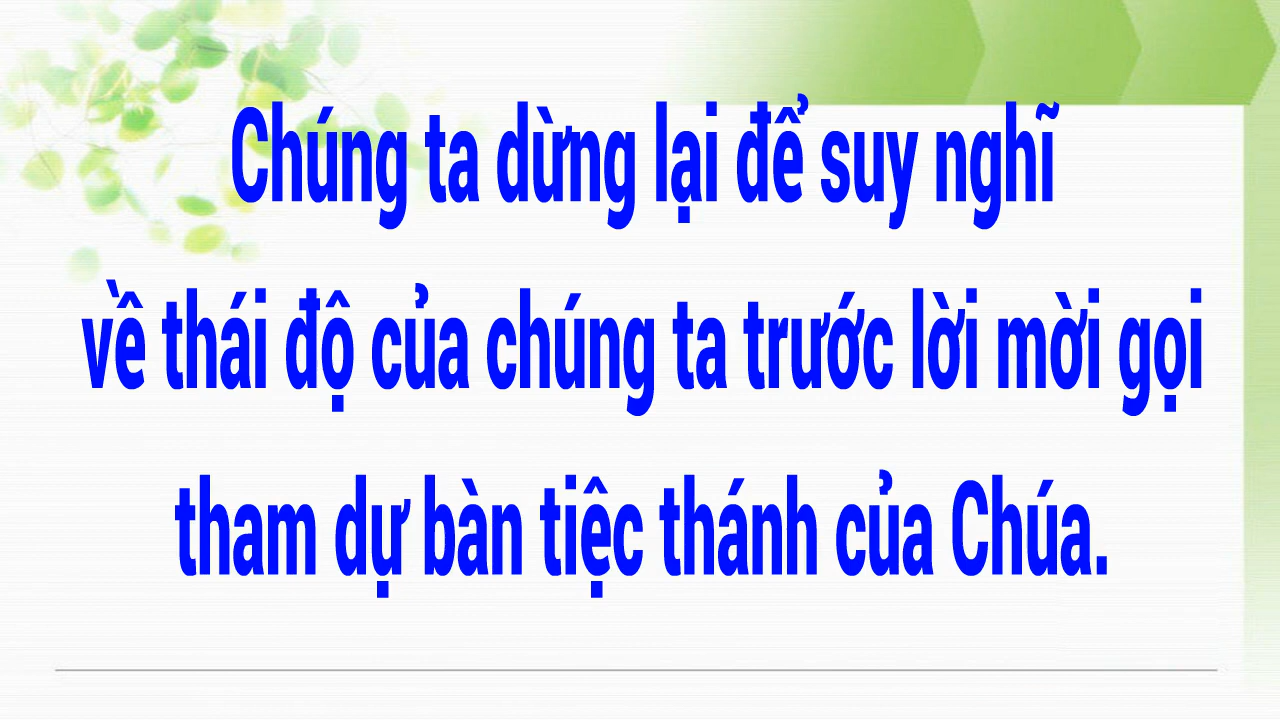 Chúng ta dừng lại để suy nghĩ
về thái độ của chúng ta trước lời mời gọi
tham dự bàn tiệc thánh của Chúa.